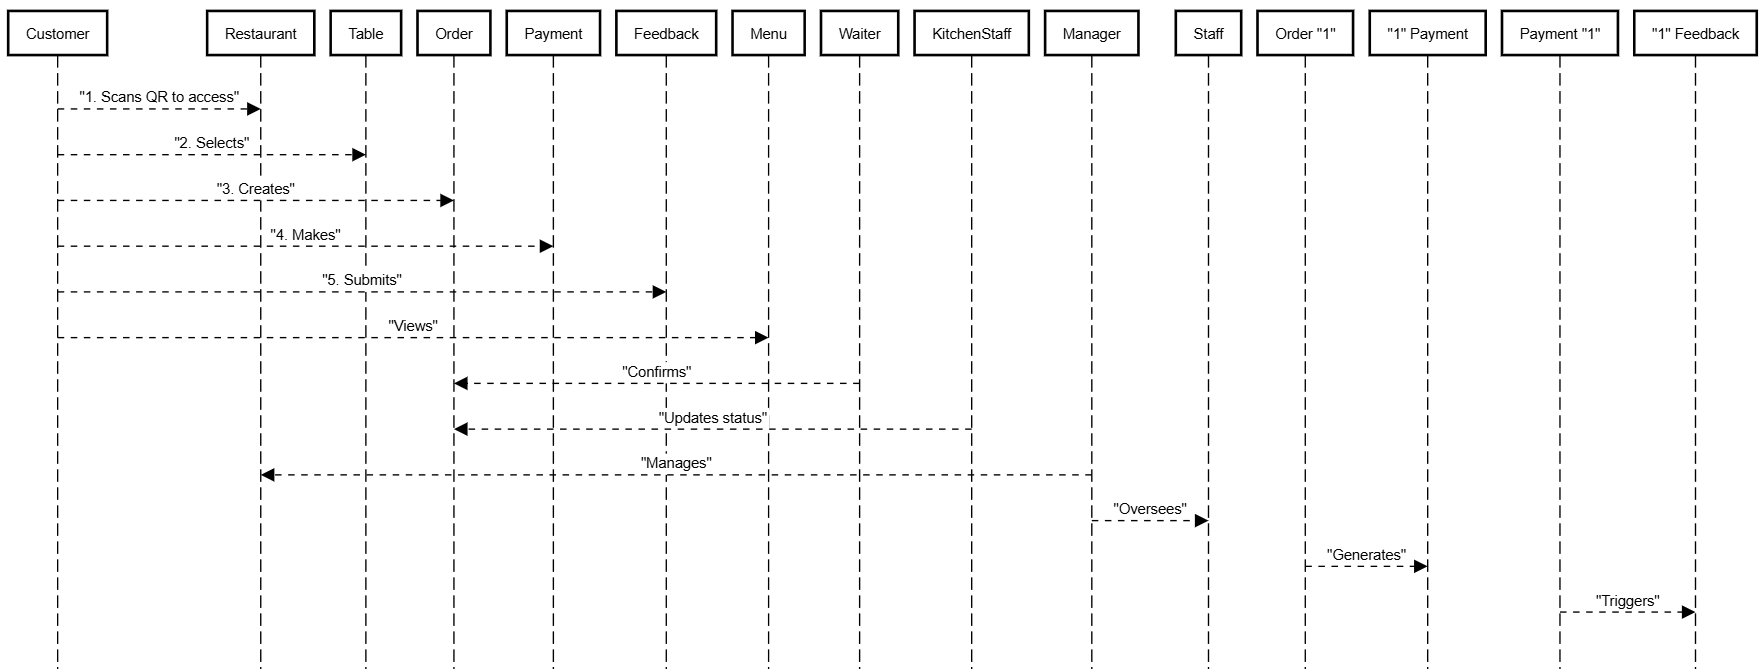 Customer
Restaurant
Table
Order
Payment
Feedback
Menu
Waiter
KitchenStaff
Manager
Staff
Order "1"
"1" Payment
Payment "1"
"1" Feedback
"1. Scans QR to access"
"2. Selects"
"3. Creates"
"4. Makes"
"5. Submits"
"Views"
"Confirms"
"Updates status"
"Manages"
"Oversees"
"Generates"
"Triggers"